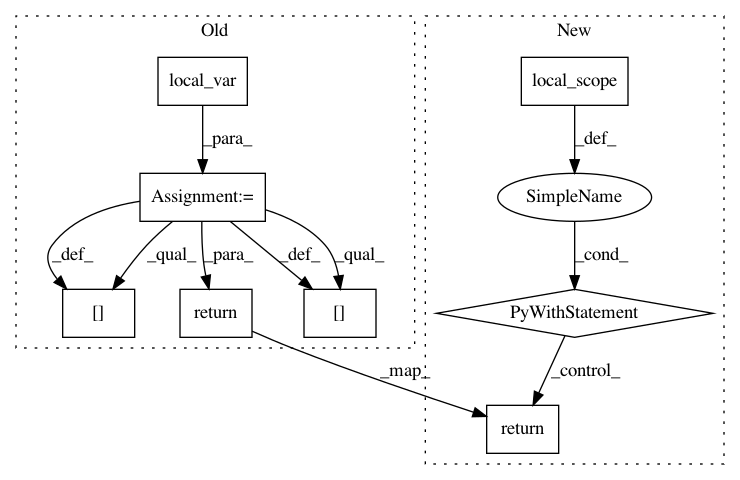 Old
New
local_var
local_scope
_para_
_def_
Assignment:=
SimpleName
_def_
_qual_
_para_
_def_
_qual_
_cond_
[]
return
[]
PyWithStatement
_map_
_control_
return